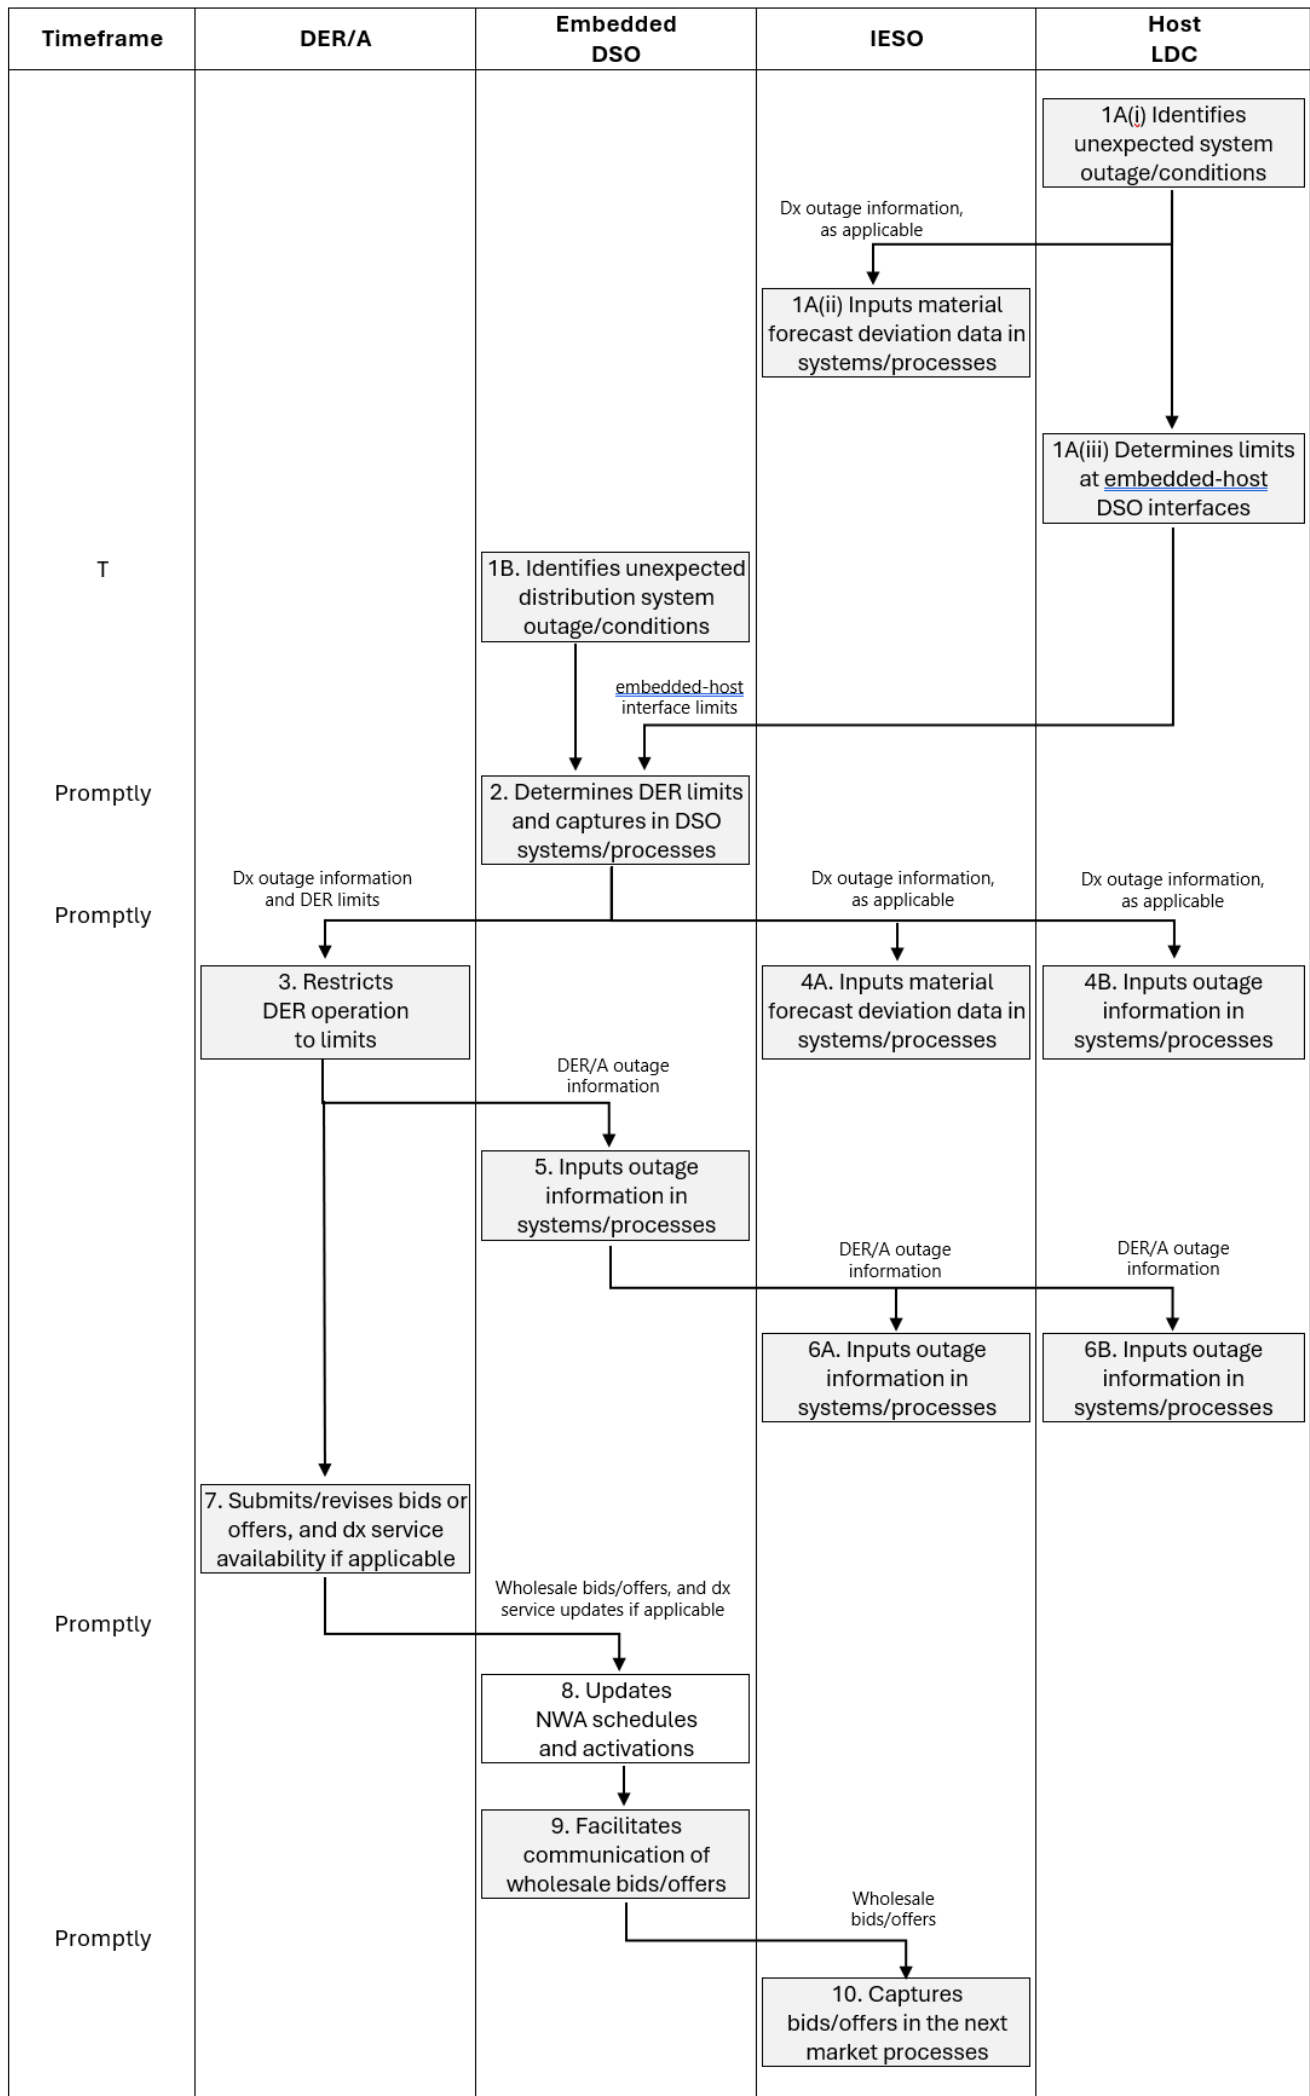 Timeframe
DER/A
Embedded
DSO
IESO
Host
LDC
1A(i) Identifies
unexpected system
outage/conditions
Dx outage information,
as applicable
1A(ii) Inputs material
forecast deviation data in
systems/processes
1A(iii) Determines limits
at embedded-host
DSO interfaces
T
1B. Identifies unexpected
distribution system
outage/conditions
embedded-host
interface limits
Promptly
2. Determines DER limits
and captures in DSO
systems/processes
Promptly
Dx outage information
and DER limits
Dx outage information,
as applicable
Dx outage information,
as applicable
3. Restricts
DER operation
to limits
4A. Inputs material
forecast deviation data in
systems/processes
4B. Inputs outage
information in
systems/processes
DER/A outage
information
5. Inputs outage
information in
systems/processes
DER/A outage
information
DER/A outage
information
6A. Inputs outage
information in
systems/processes
6B. Inputs outage
information in
systems/processes
7. Submits/revises bids or
offers, and dx service
availability if applicable
Promptly
Wholesale bids/offers, and dx
service updates if applicable
8. Updates
NWA schedules
and activations
9. Facilitates
communication of
wholesale bids/offers
Promptly
Wholesale
bids/offers
10. Captures
bids/offers in the next
market processes